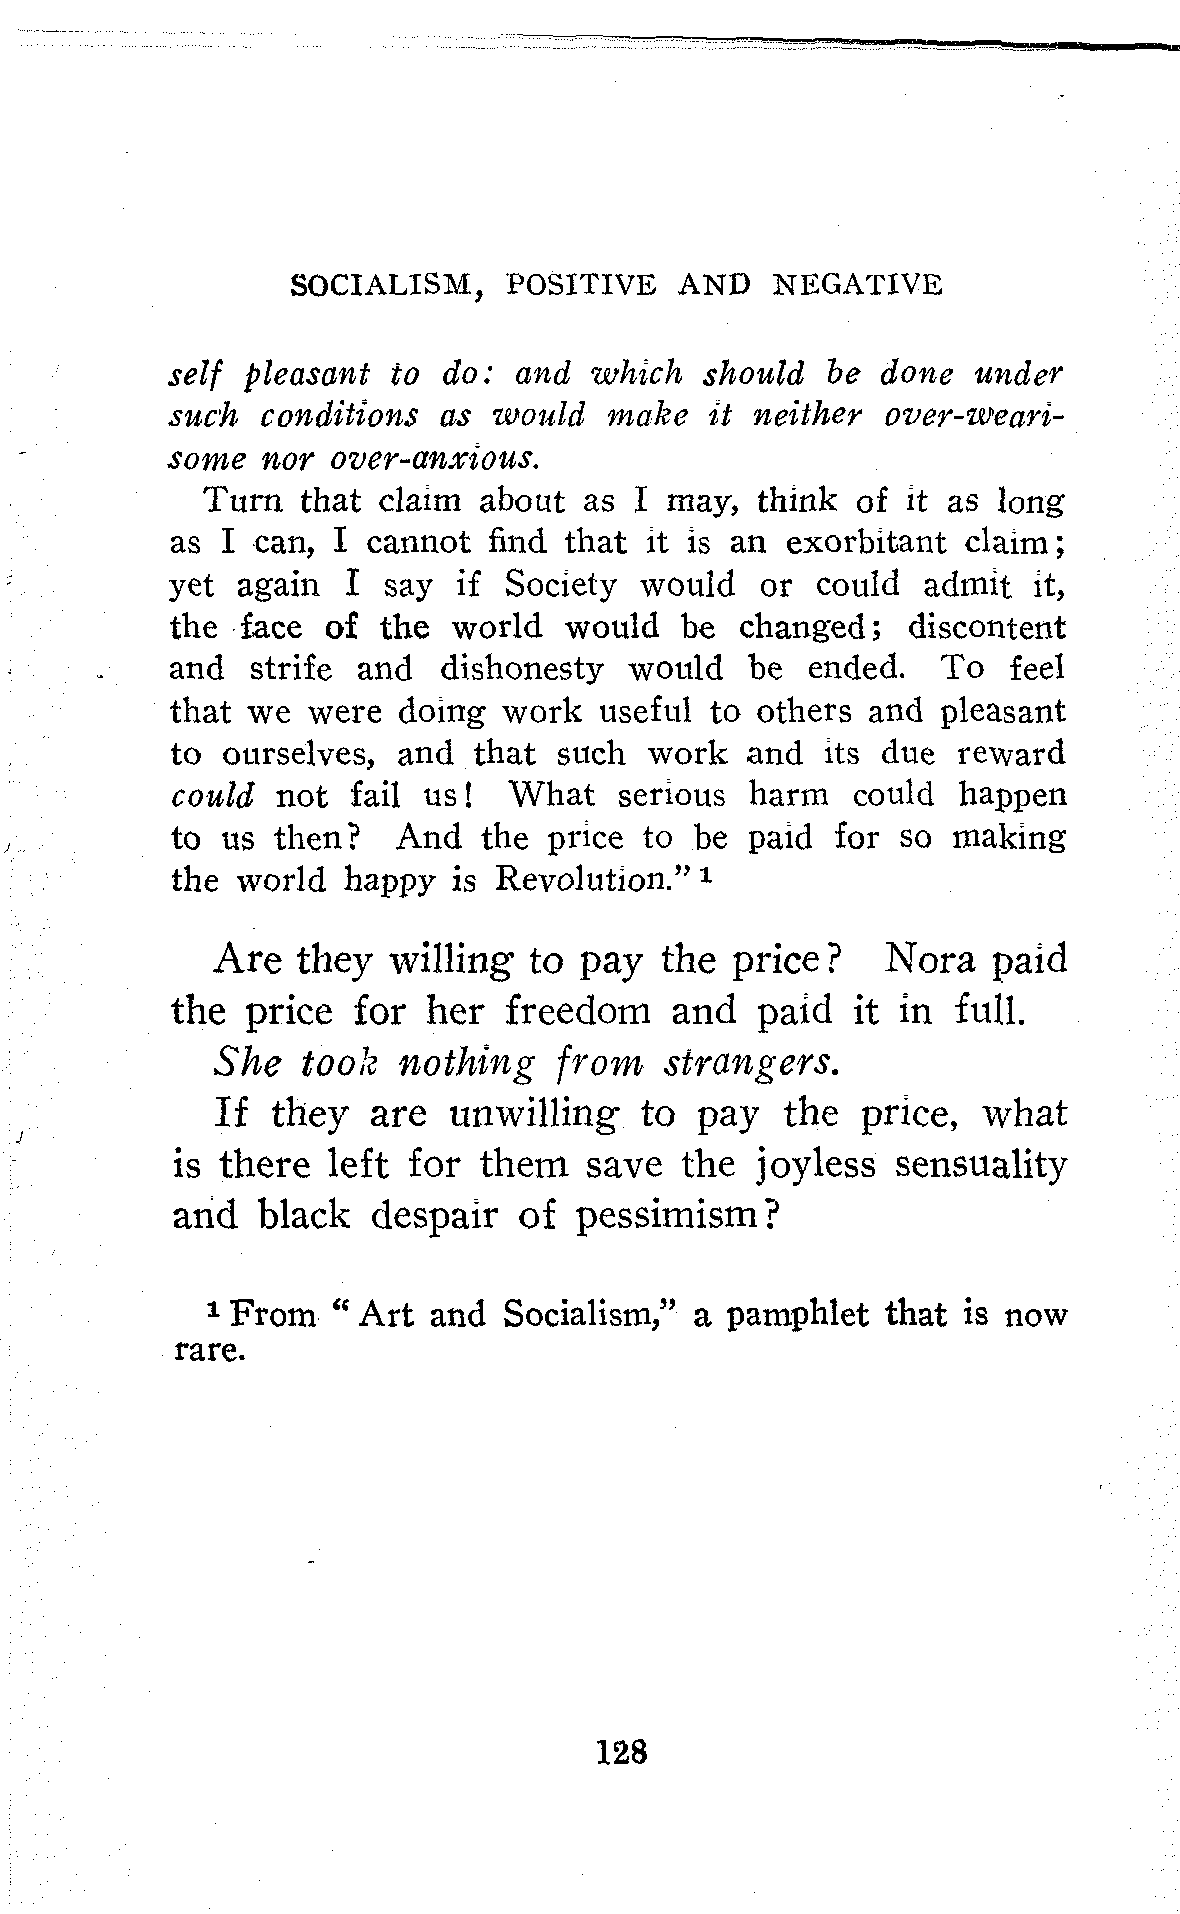 SOCIALISM, POSITIVE AND NEGATIVE
self pleasant to do: and which should be done under
such conditions as would make it neither over-weari-
some nor over-anxious.
Turn that claim about as I may, think of it as long
as I can, I cannot find that it is an exorbitant claim;
yet again I say if Society would or could admit it,
the face of the world would be changed; discontent
and strife and dishonesty would be ended. To feel
that we were doing work useful to others and pleasant
to ourselves, and that such work and its due reward
could not fail us! What serious harm could happen
to us then? And the price to be paid for so making
the world happy is Revolution." 1
Are they willing to pay the price? Nora paid
the price for her freedom and paid it in full.
She took nothing from strangers.
If they are unwilling to pay the price, what
is there left for them save the joyless sensuality
and black despair of pessimism?
1 From "Art and Socialism," a pamphlet that is now
rare.
128